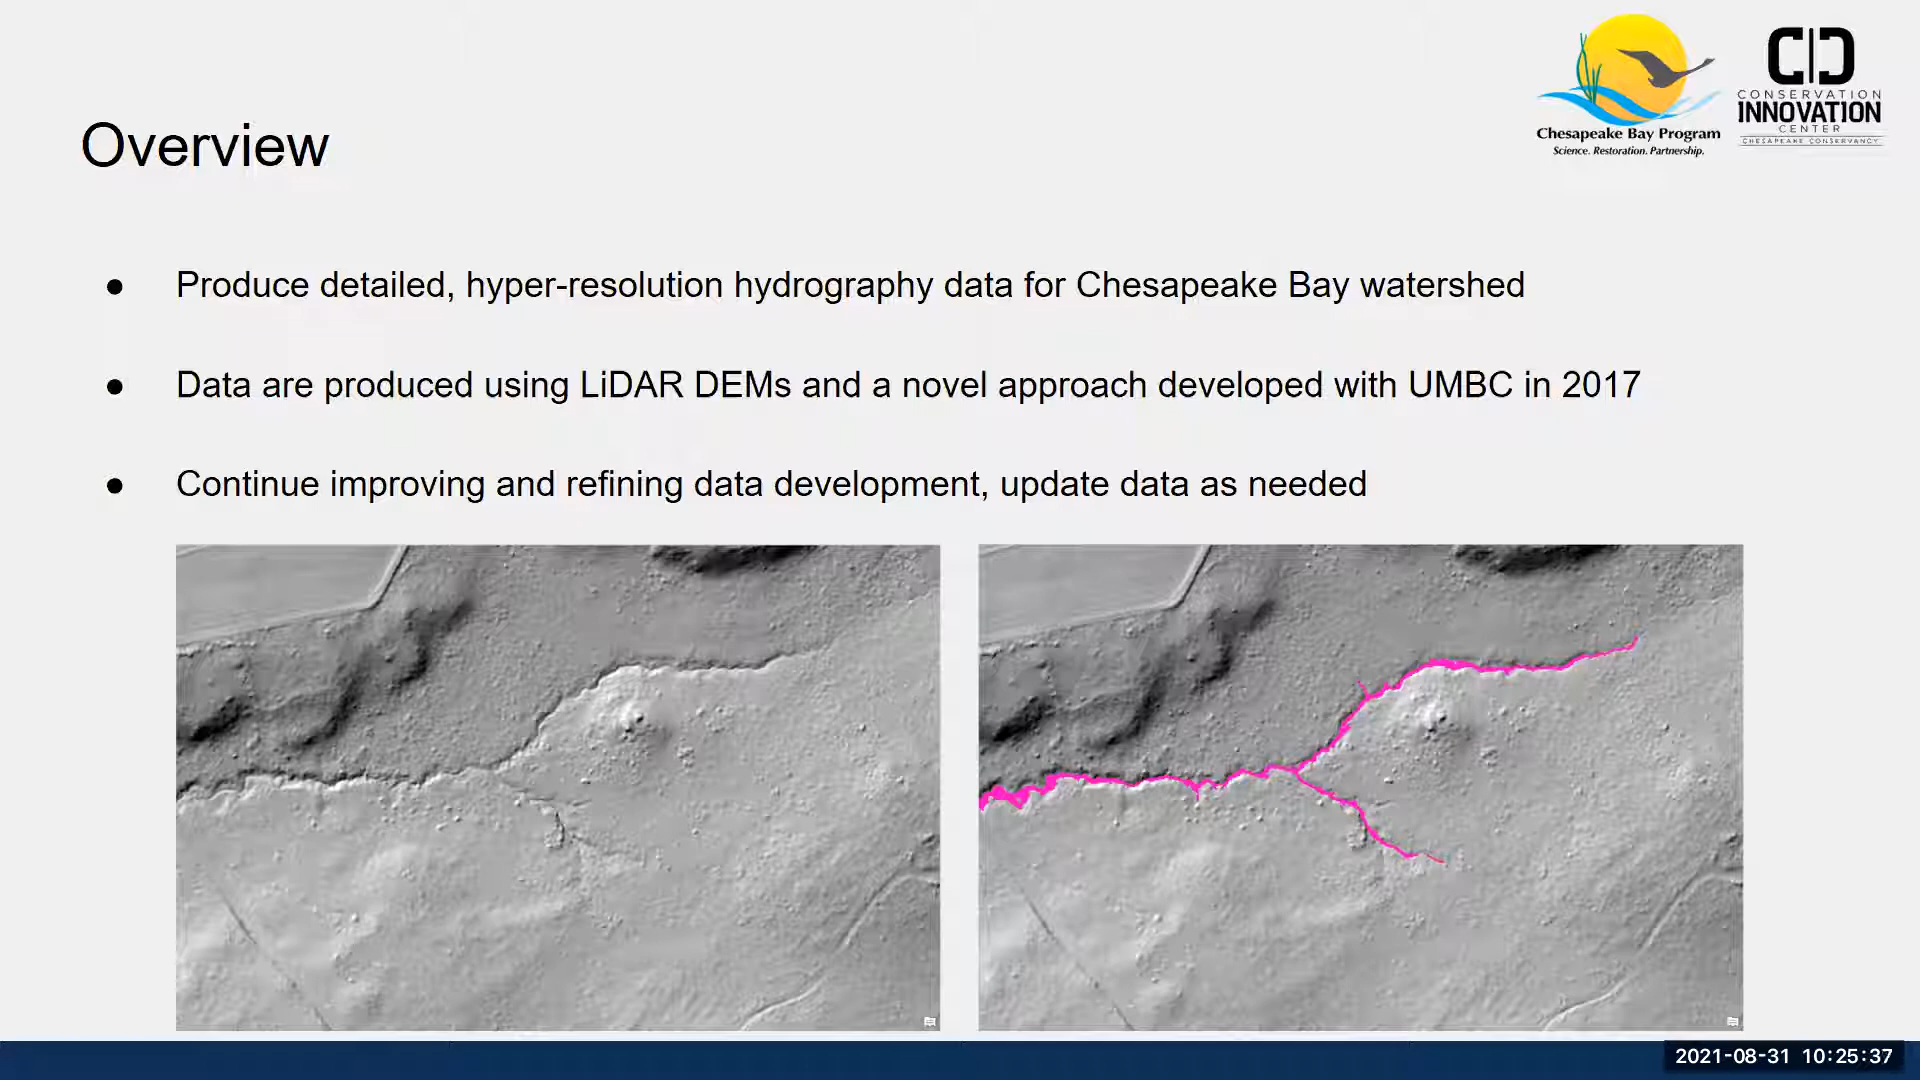 Chesapeake Bay Program
Science. Restoration. Partnership.
CONSERVATION
INNOVATION
CENTER
CHESAPEAKE CONSERVANCY
Overview
● Produce detailed, hyper-resolution hydrography data for Chesapeake Bay watershed
● Data are produced using LiDAR DEMs and a novel approach developed with UMBC in 2017
● Continue improving and refining data development, update data as needed
2021-08-31 10:25:37